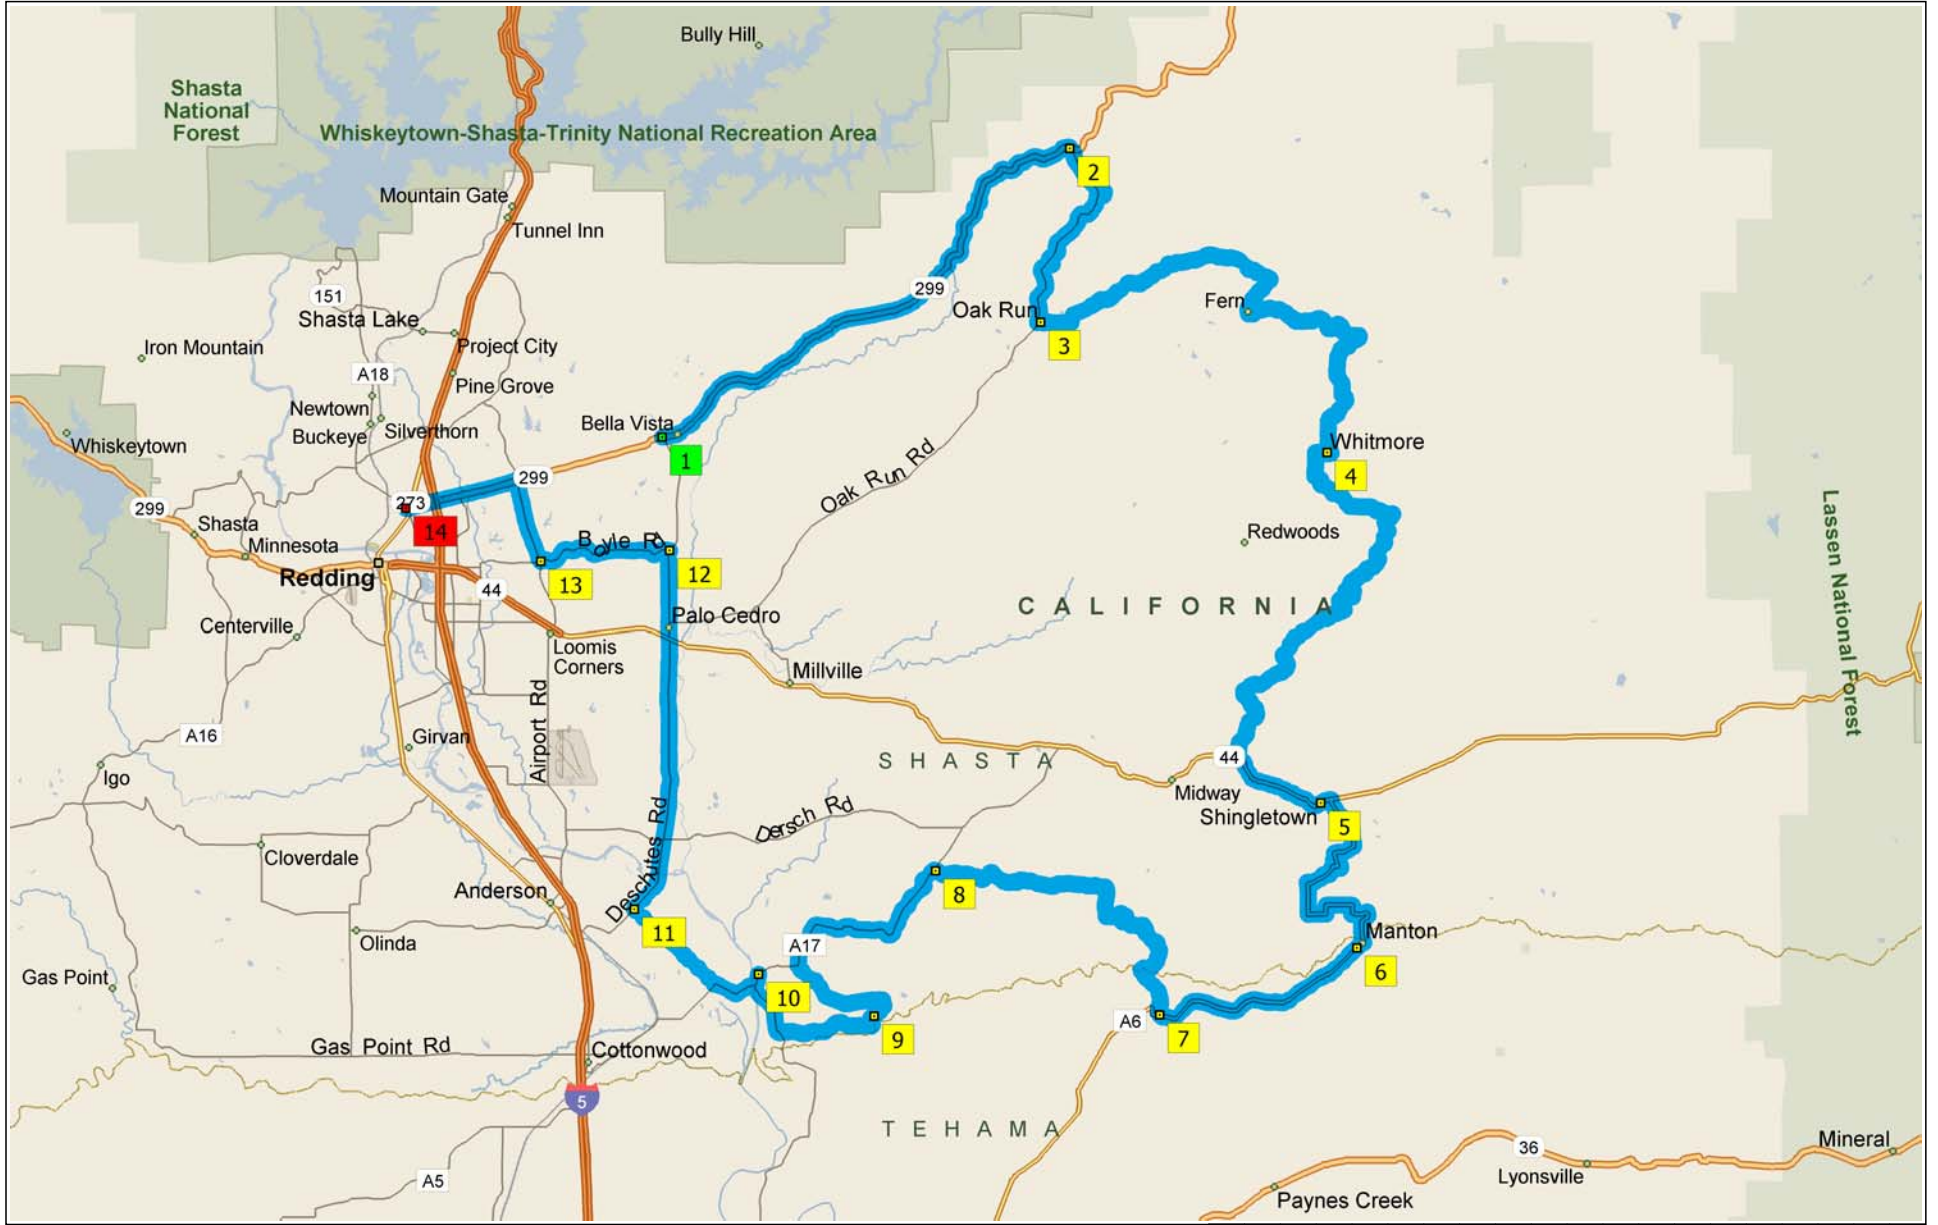 Bully Hill
Shasta
National
Forest
Whiskeytown-Shasta-Trinity National Recreation Area
2
Mountain Gate
Tunnel Inn
299
151
Oak Run
Fern
Shasta Lake
3
Iron Mountain
Project City
A18
Pine Grove
Newtown
Buckeye
Silverthorn
Bella Vista
Whiskeytown
1
Whitmore
4
Oak Run Rd
299
273
299
Shasta
14
Lassen National Forest
Minnesota
Boyle Rd
Redwoods
Redding
13
12
44
CALIFORNIA
Palo Cedro
Centerville
Loomis
Corners
Millville
Airport Rd
A16
Girvan
SHASTA
44
Igo
Midway
Shingletown
5
Dersch Rd
Deschutes Rd
Cloverdale
Anderson
8
11
Olinda
A17
Manton
6
Gas Point
10
9
A6
7
Gas Point Rd
Cottonwood
5
TEHAMA
36
Mineral
Lyonsville
A5
Paynes Creek